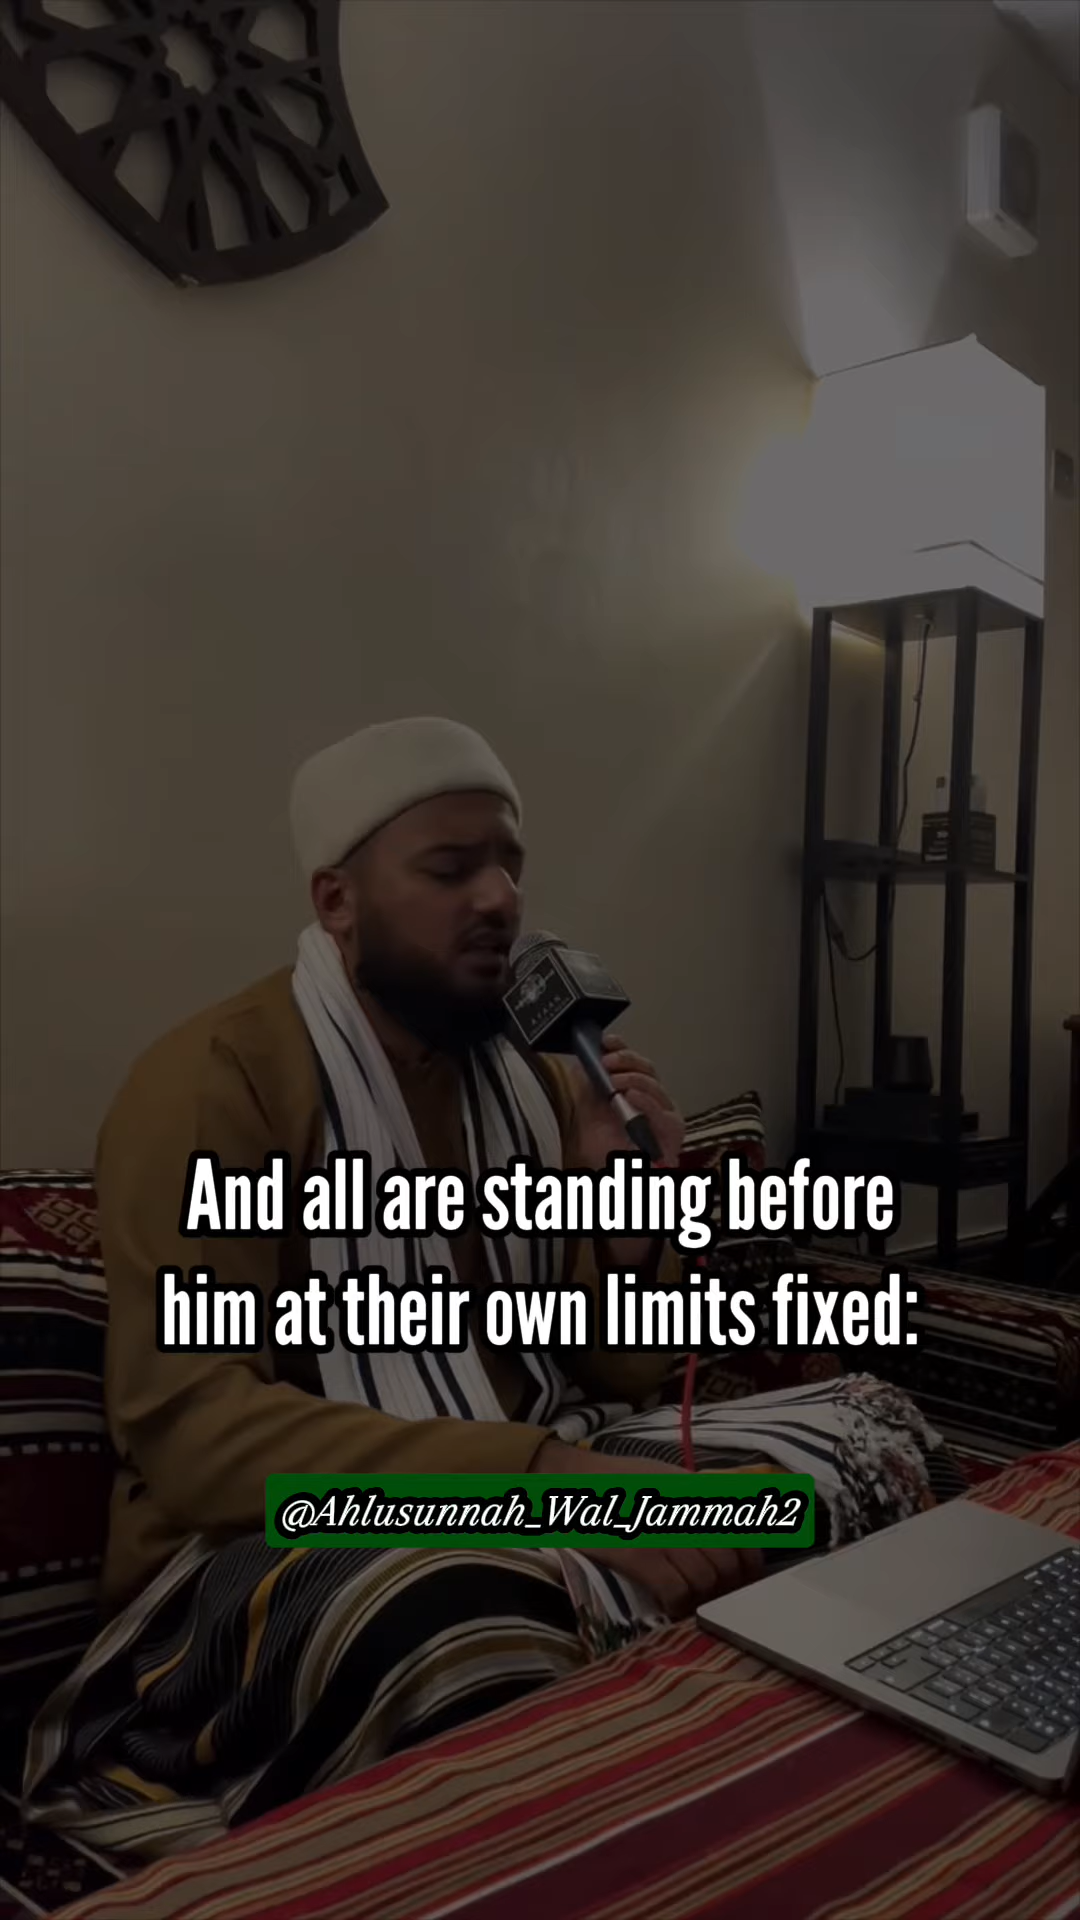 And all are standing before
him at their own limits fixed:
@Ahlusunnah_Wal_Jammah2